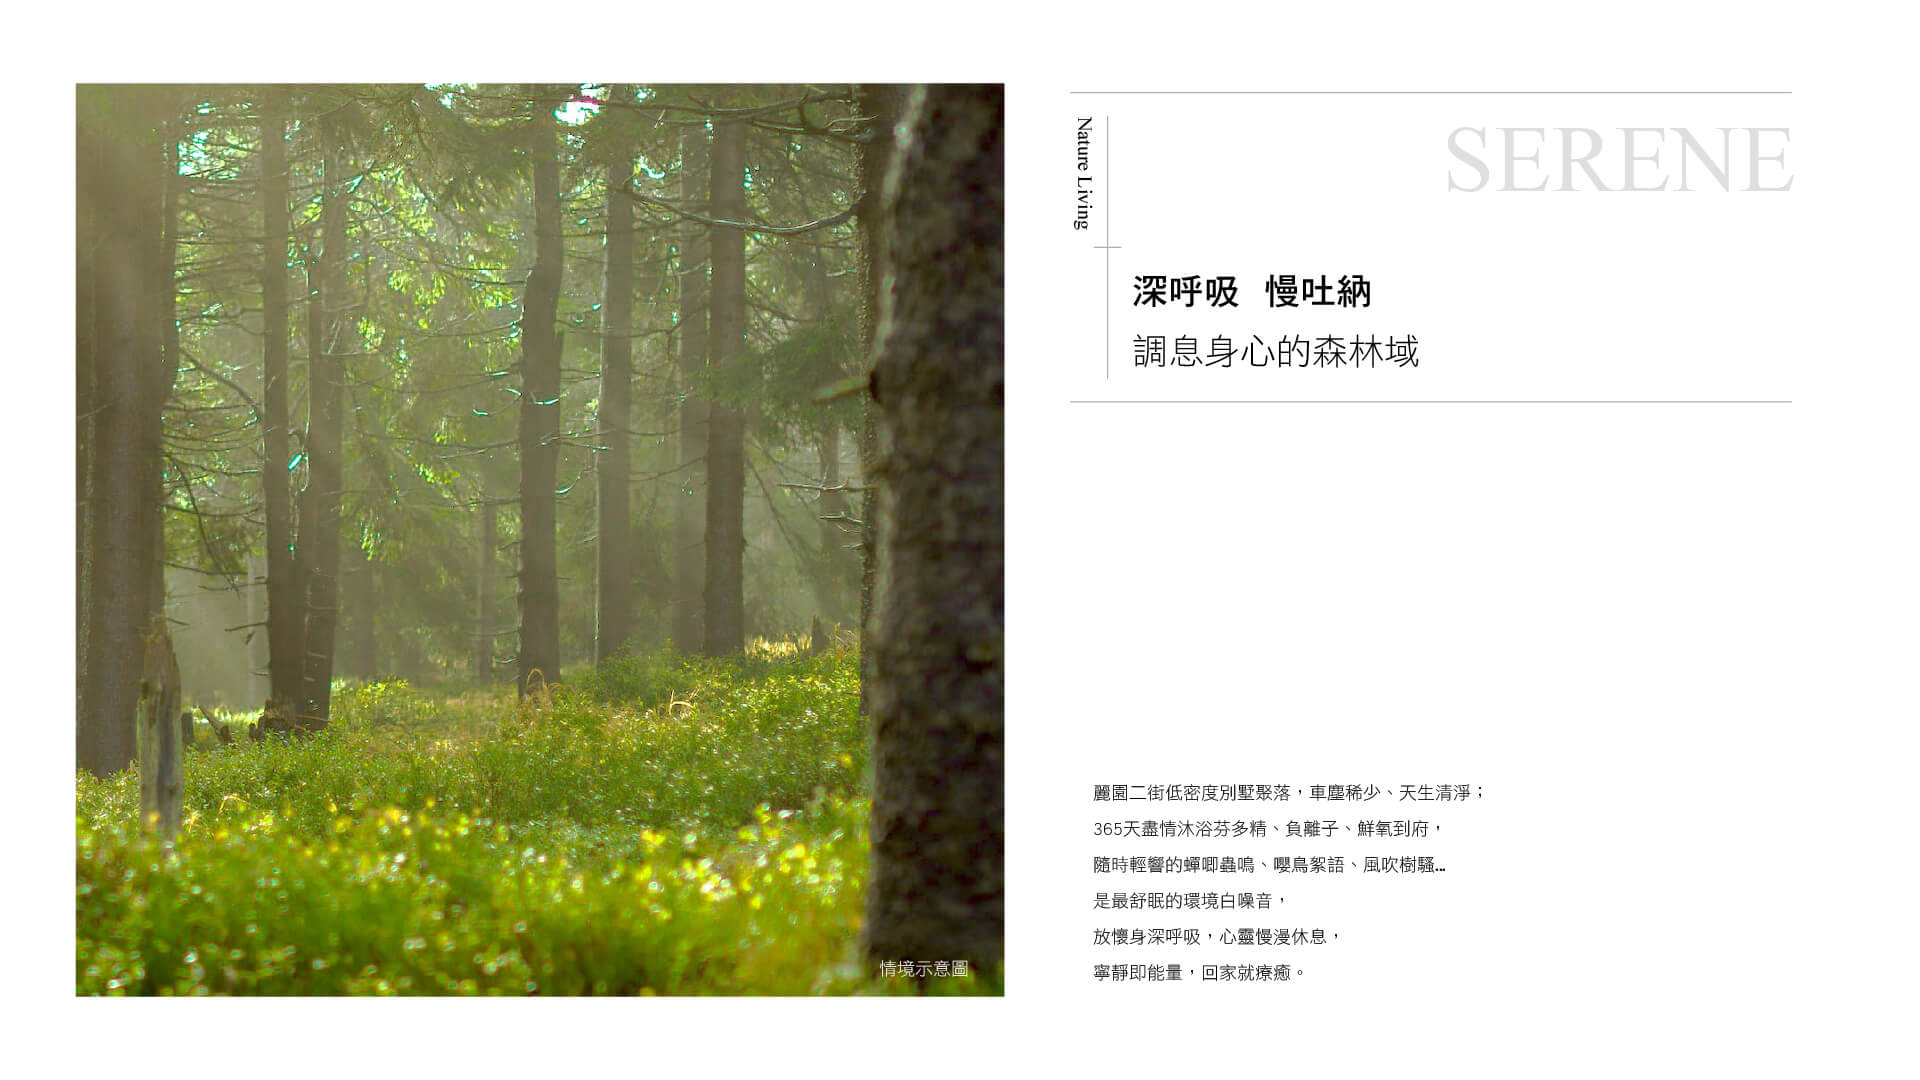 SERENE
Nature Living
深呼吸 慢吐納
調息身心的森林域
麗園二街低密度別墅聚落，車塵稀少、天生清淨；
365天盡情沐浴芬多精、負離子、鮮氧到府，
隨時輕響的蟬唧蟲鳴、嚶鳥絮語、風吹樹騷...
是最舒眠的環境白噪音，
放懷身深呼吸，心靈慢漫休息，
寧靜即能量，回家就療癒。
情境示意圖